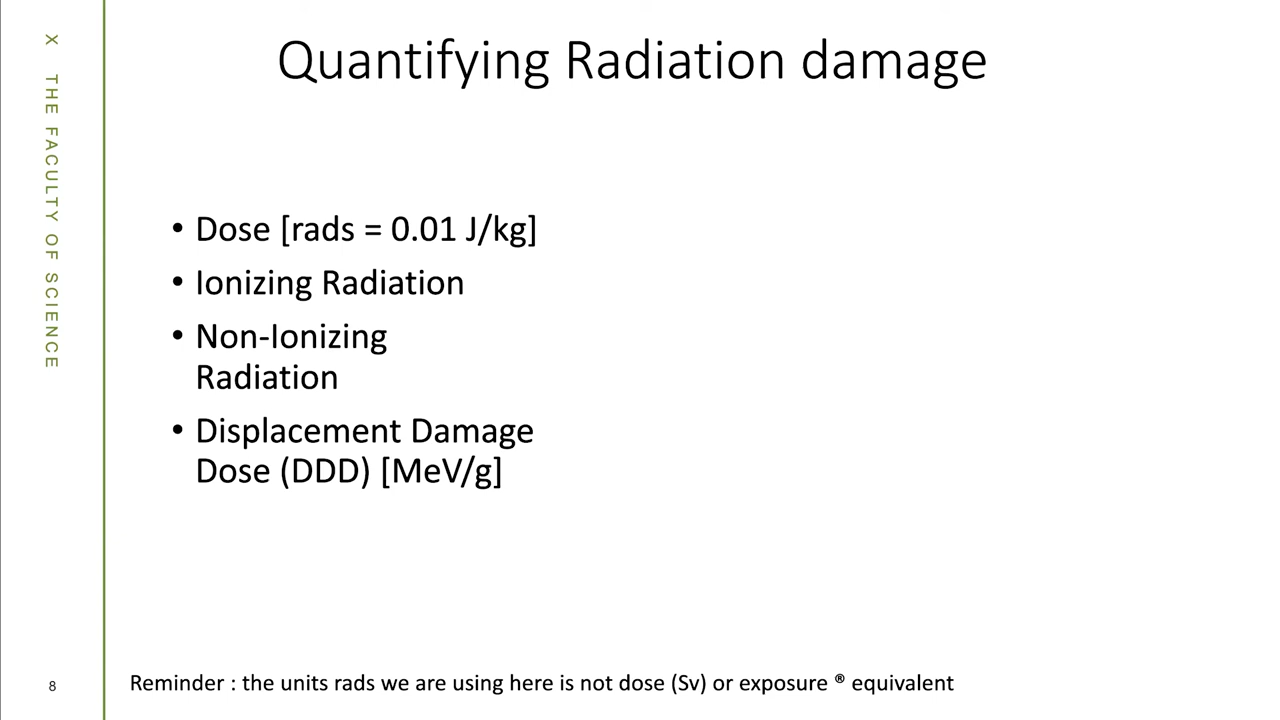 X THE FACULTY OF SCIENCE
Quantifying Radiation damage
• Dose [rads = 0.01 J/kg]
• Ionizing Radiation
• Non-Ionizing
Radiation
• Displacement Damage
Dose (DDD) [MeV/g]
8
Reminder : the units rads we are using here is not dose (Sv) or exposure ® equivalent